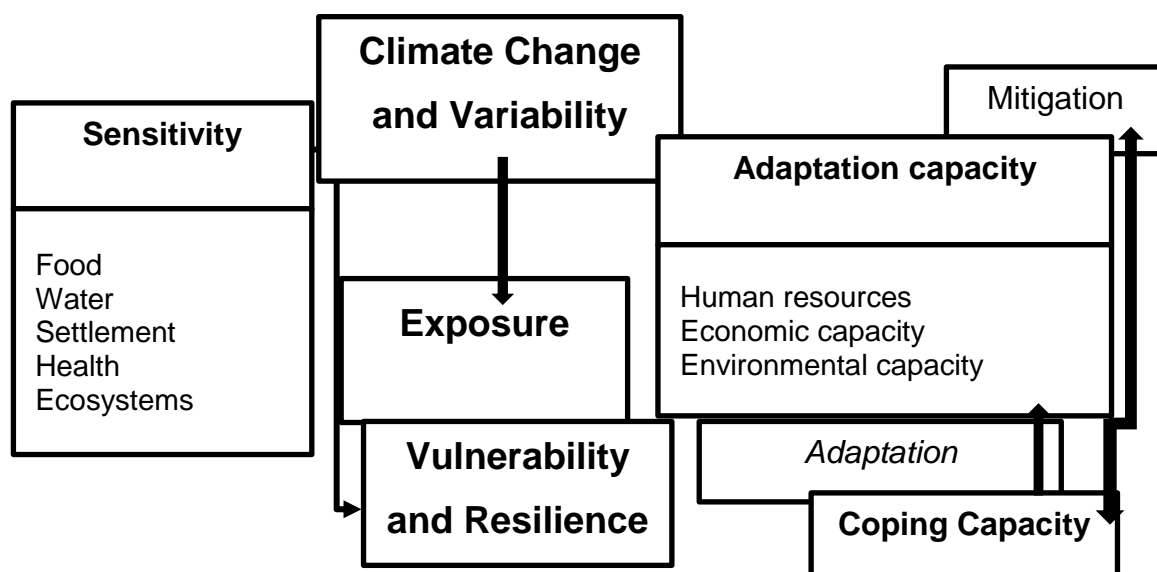 Climate Change
and Variability
Mitigation
Sensitivity
Adaptation capacity
Food
Water
Settlement
Health
Ecosystems
Exposure
Human resources
Economic capacity
Environmental capacity
Vulnerability
and Resilience
Adaptation
Coping Capacity